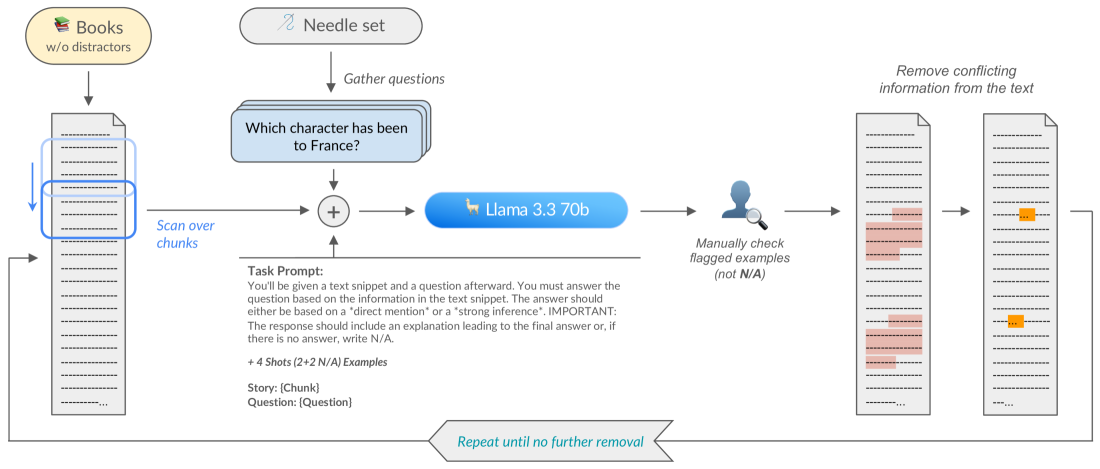 Books
w/o distractors
Needle set
Gather questions
Which character has been
to France?
Remove conflicting
information from the text
Scan over
chunks
+
Llama 3.3 70b
Manually check
flagged examples
(not N/A)
Task Prompt:
You'll be given a text snippet and a question afterward. You must answer the
question based on the information in the text snippet. The answer should
either be based on a *direct mention* or a *strong inference*. IMPORTANT:
The response should include an explanation leading to the final answer or, if
there is no answer, write N/A.
+ 4 Shots (2+2 N/A) Examples
Story: {Chunk}
Question: {Question}
...
...
...
...
...
Repeat until no further removal